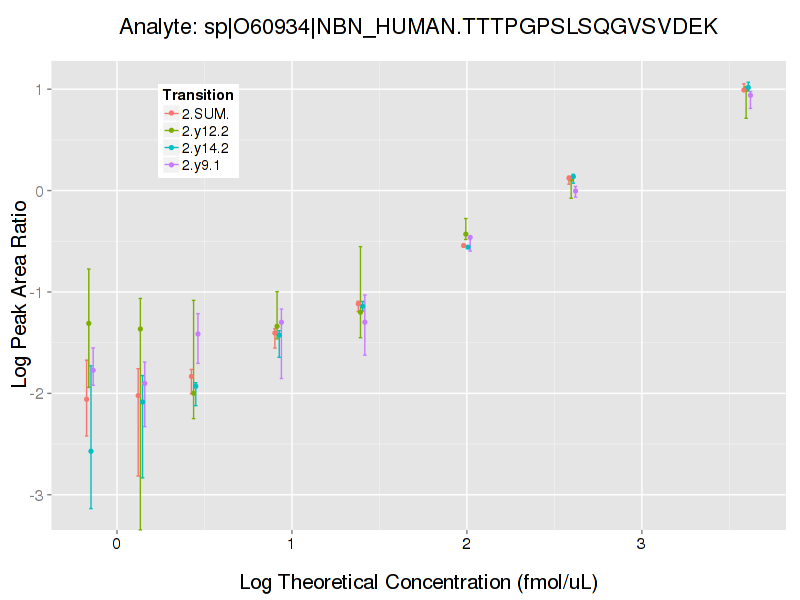 Analyte: sp|O60934|NBN_HUMAN.TTTPGPSLSQGVSVDEK
Transition
2.SUM.
2.y12.2
2.y14.2
2.y9.1
Log Peak Area Ratio
1
0
-1
-2
-3
0 1 2 3
Log Theoretical Concentration (fmol/uL)